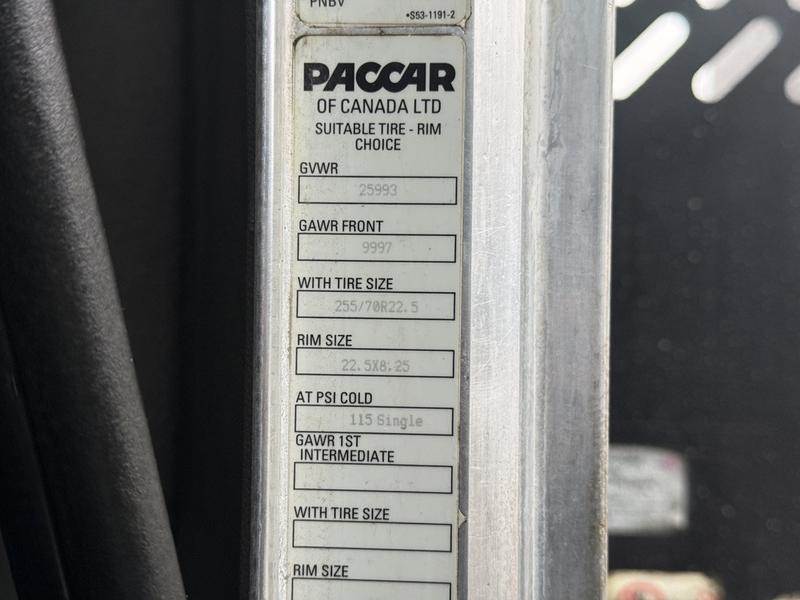 PNBV
•S53-1191-2
PACCAR
OF CANADA LTD
SUITABLE TIRE - RIM
CHOICE
GVWR
25993
GAWR FRONT
9997
WITH TIRE SIZE
255/70R22.5
RIM SIZE
22.5X8.25
AT PSI COLD
115 Single
GAWR 1ST
INTERMEDIATE
WITH TIRE SIZE
RIM SIZE